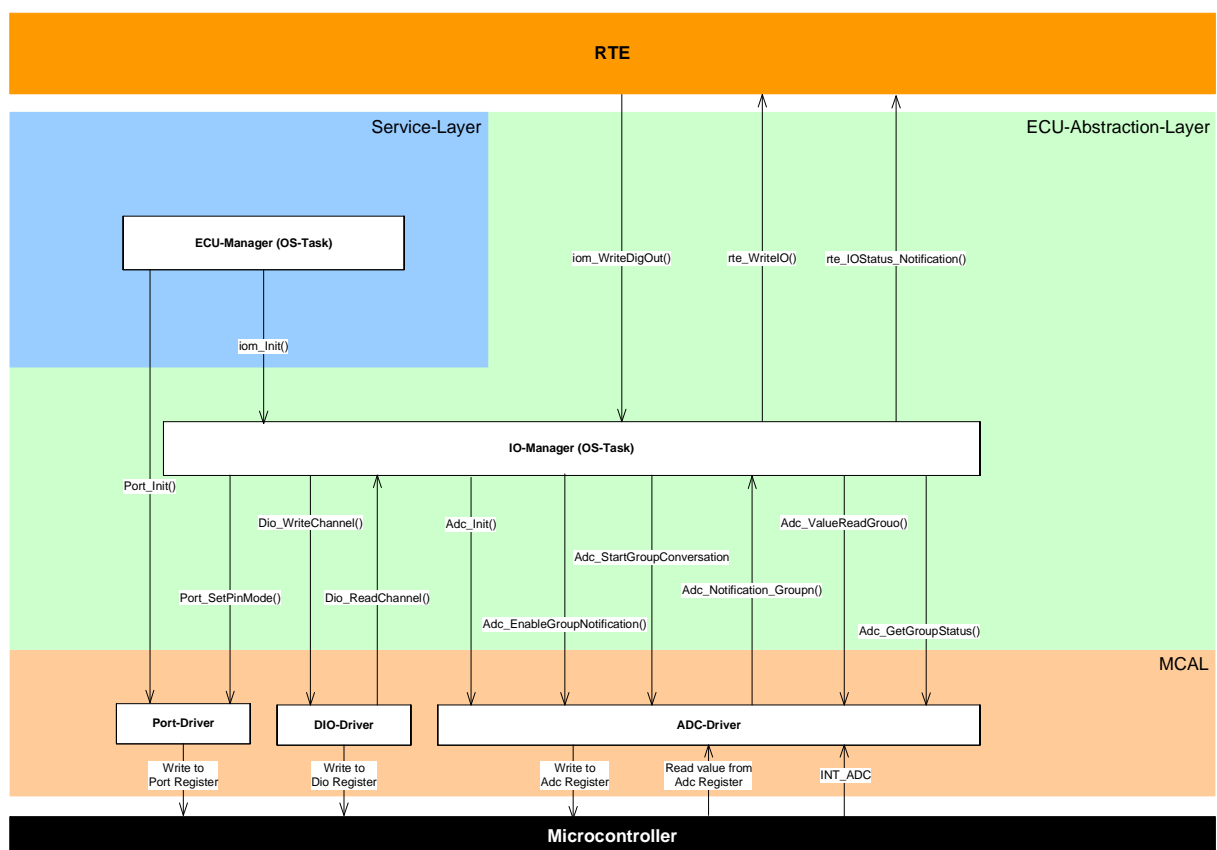 RTE
Service-Layer
ECU-Abstraction-Layer
ECU-Manager (OS-Task)
iom_WriteDigOut()
rte_WriteIO()
rte_IOStatus_Notification()
iom_Init()
IO-Manager (OS-Task)
Port_Init()
Dio_WriteChannel()
Adc_Init()
Adc_ValueReadGrouo()
Adc_StartGroupConversation
Port_SetPinMode()
Dio_ReadChannel()
Adc_Notification_Groupn()
Adc_EnableGroupNotification()
Adc_GetGroupStatus()
MCAL
Port-Driver
DIO-Driver
ADC-Driver
Write to
Port Register
Write to
Dio Register
Write to
Adc Register
Read value from
Adc Register
INT_ADC
Microcontroller